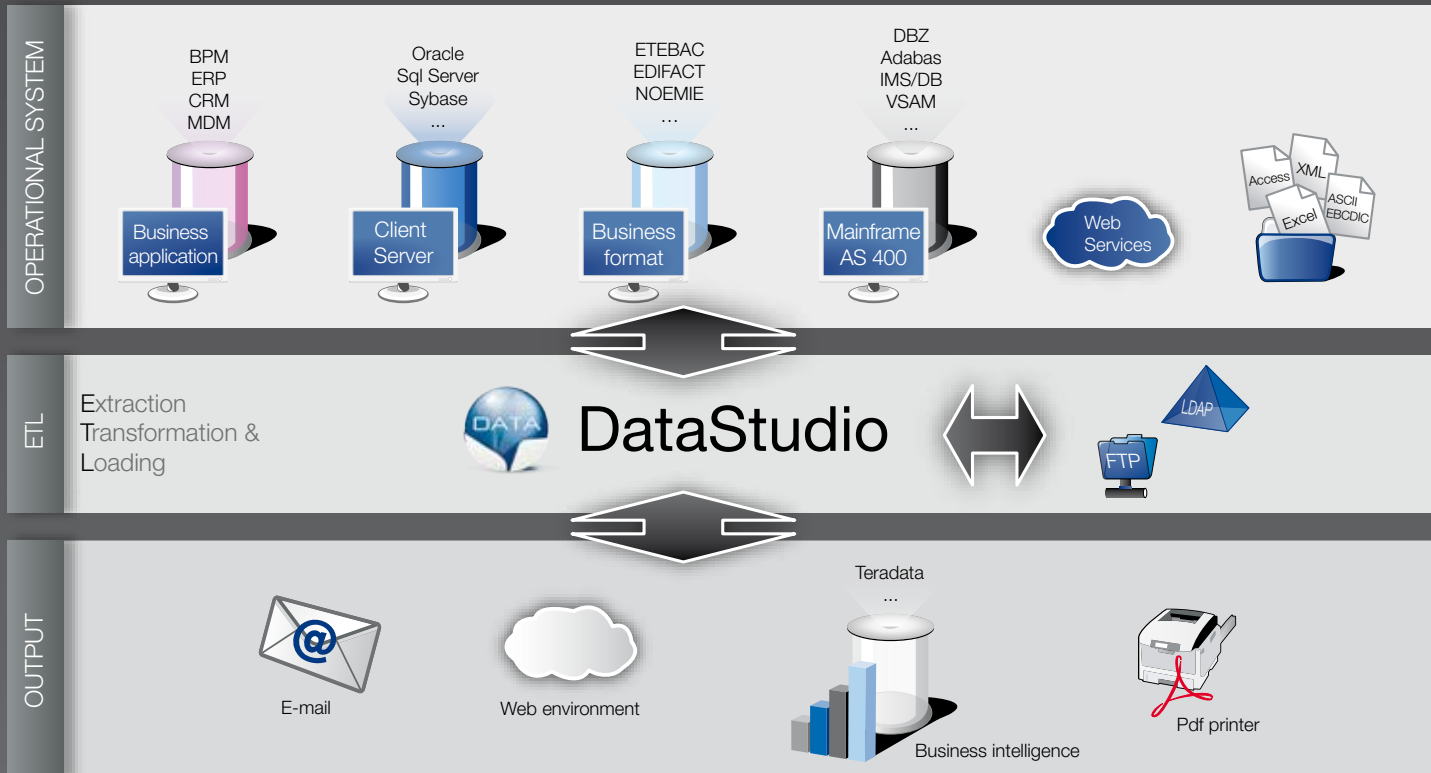 OPERATIONAL SYSTEM
BPM
ERP
CRM
MDM
Business
application
Oracle
Sql Server
Sybase
...
Client
Server
ETEBAC
EDIFACT
NOEMIE
...
Business
format
DBZ
Adabas
IMS/DB
VSAM
...
Mainframe
AS 400
Web
Services
Access
XML
Excel
ASCII
EBCDIC
ETL
Extraction
Transformation &
Loading
DATA
DataStudio
LDAP
FTP
OUTPUT
@
E-mail
Web environment
Teradata
...
Business intelligence
Pdf printer